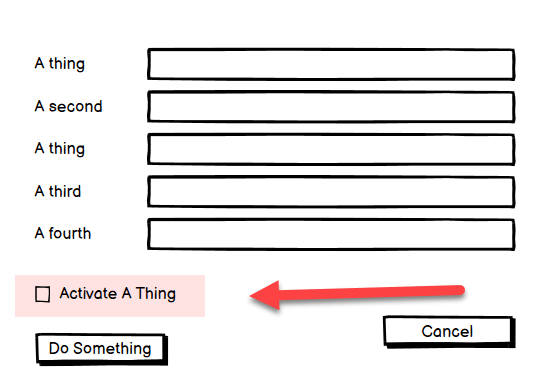 A thing
A second
A thing
A third
A fourth
Activate A Thing
Cancel
Do Something